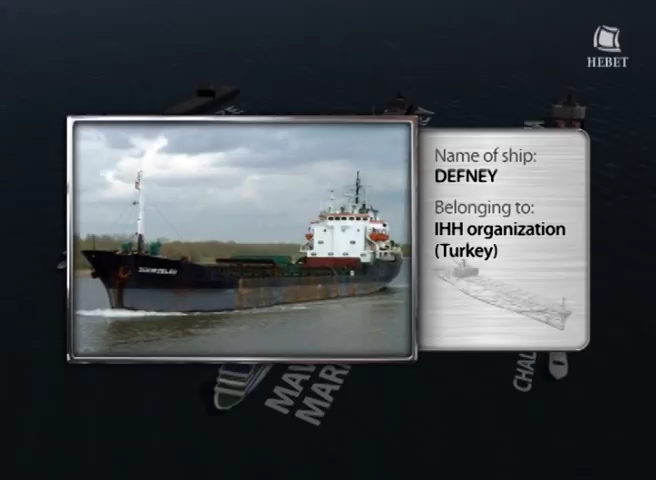 HEBET
Name of ship:
DEFNEY
Belonging to:
IHH organization
(Turkey)
MAV
MAR
CHAL